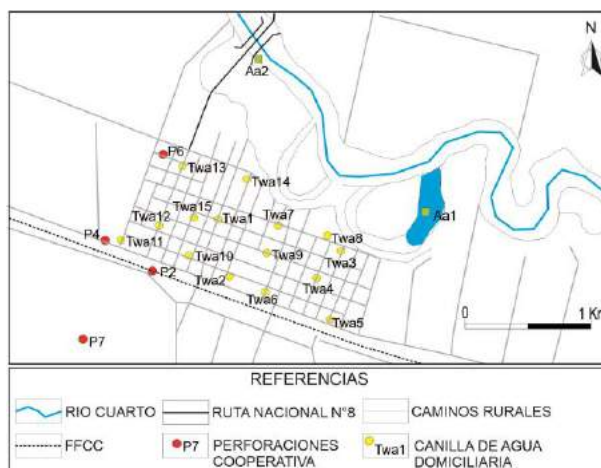 N
Aa2
P6
Twa13
Twa14
Twa15
Twa12
Twa1
Twa7
Aa1
P4
Twa11
Twa8
Twa10
Twa9
Twa3
P2
Twa2
Twa4
Twa6
Twa5
0 1 Kr
P7
REFERENCIAS
RIO CUARTO RUTA NACIONAL N°8 CAMINOS RURALES
FFCC P7 PERFORACIONES COOPERATIVA Twa1 CANILLA DE AGUA DOMICILIARIA